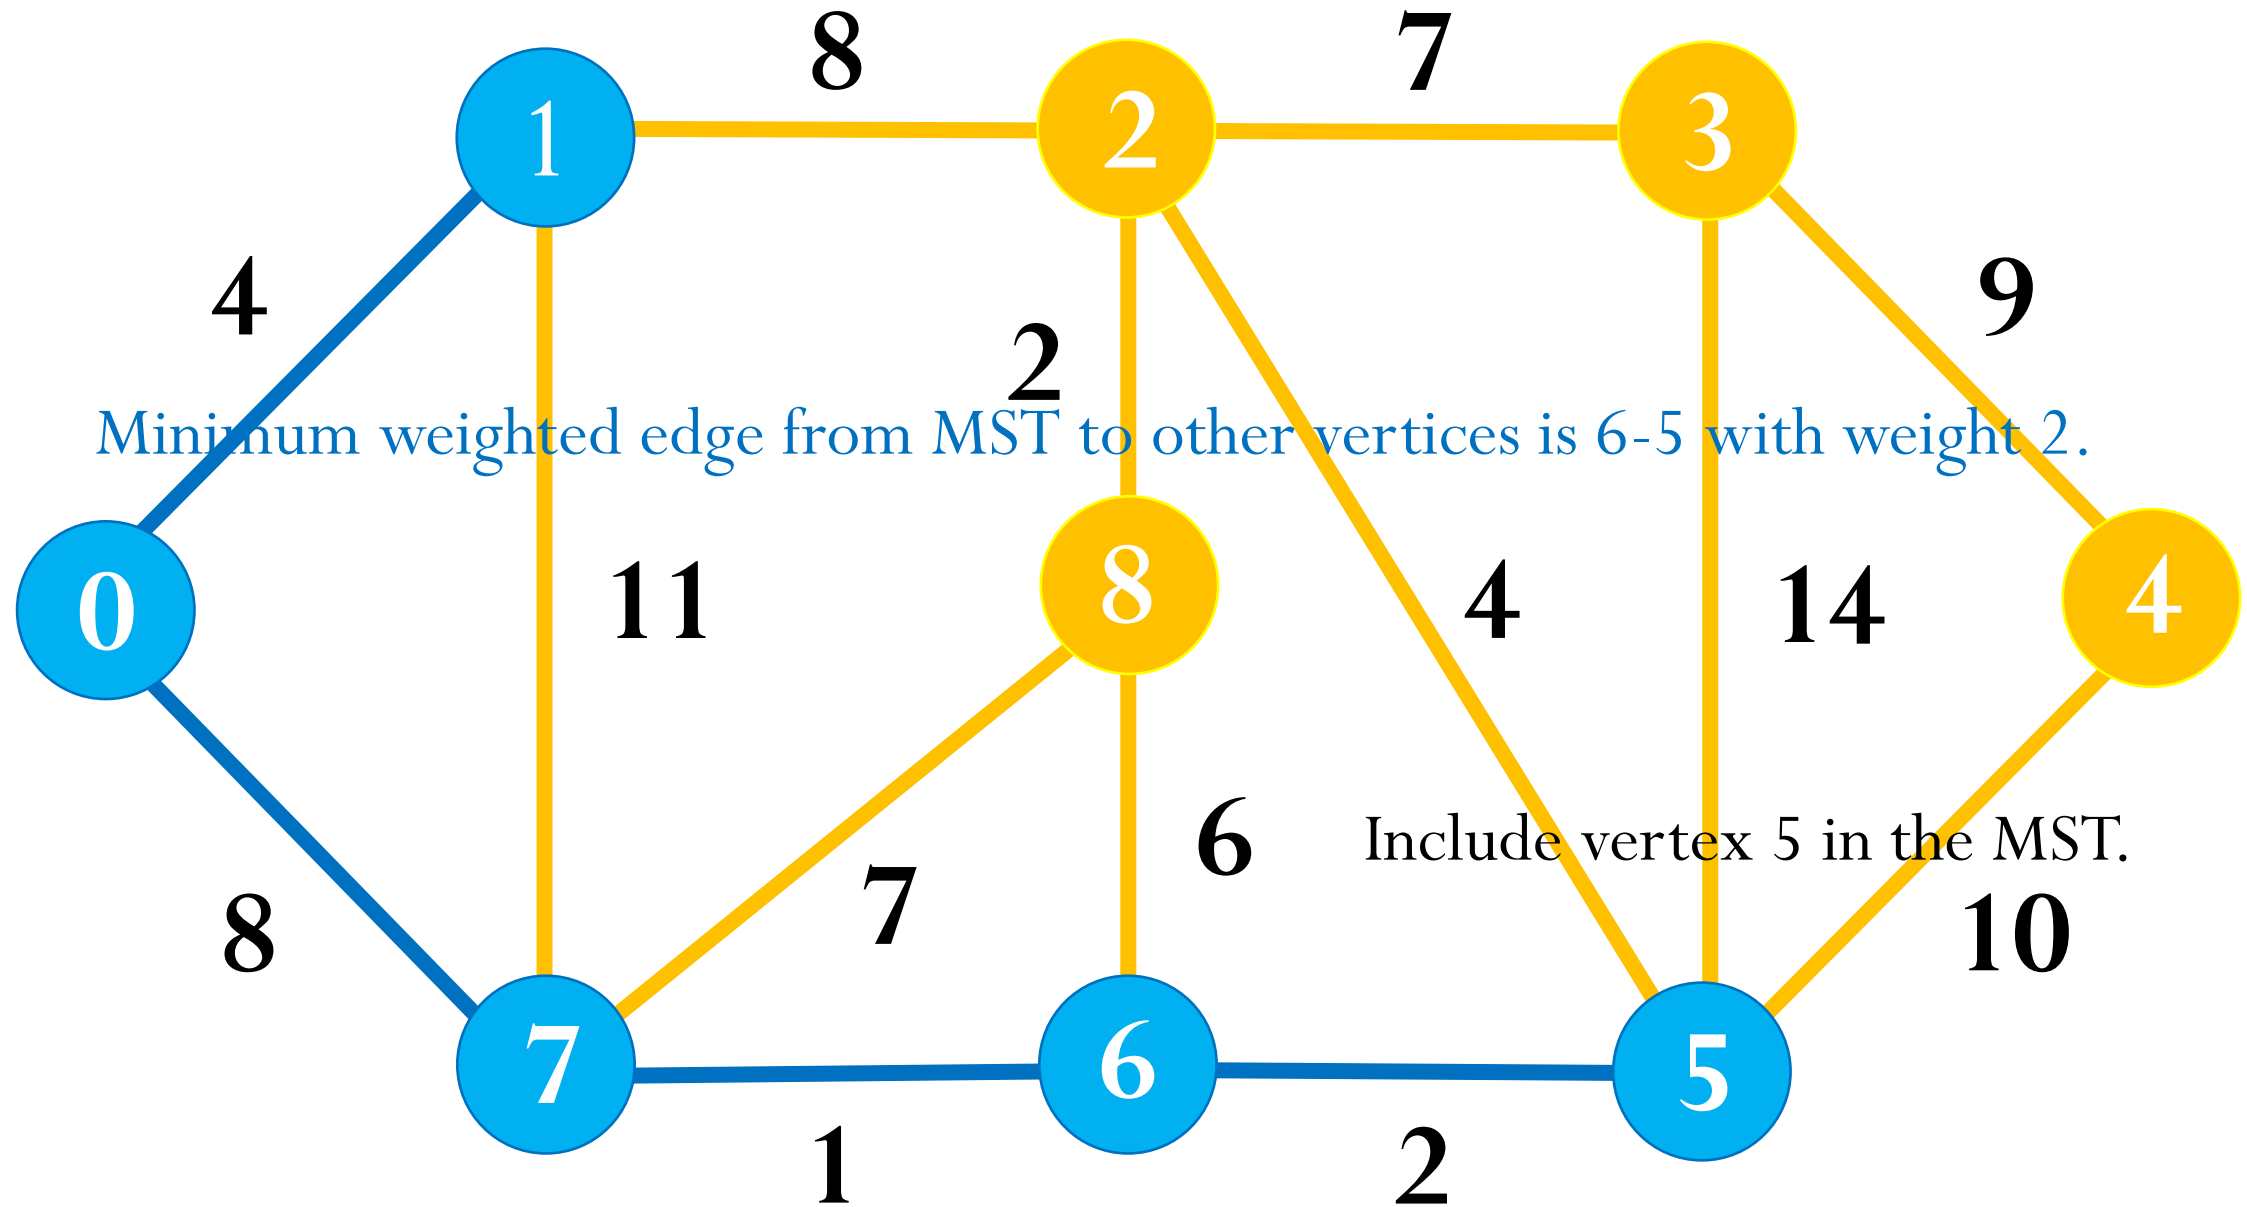 8 7
1 2 3
4 9
2
Minimum weighted edge from MST to other vertices is 6-5 with weight 2.
0 11 8 4 14 4
6 Include vertex 5 in the MST.
8 7 10
7 6 5
1 2